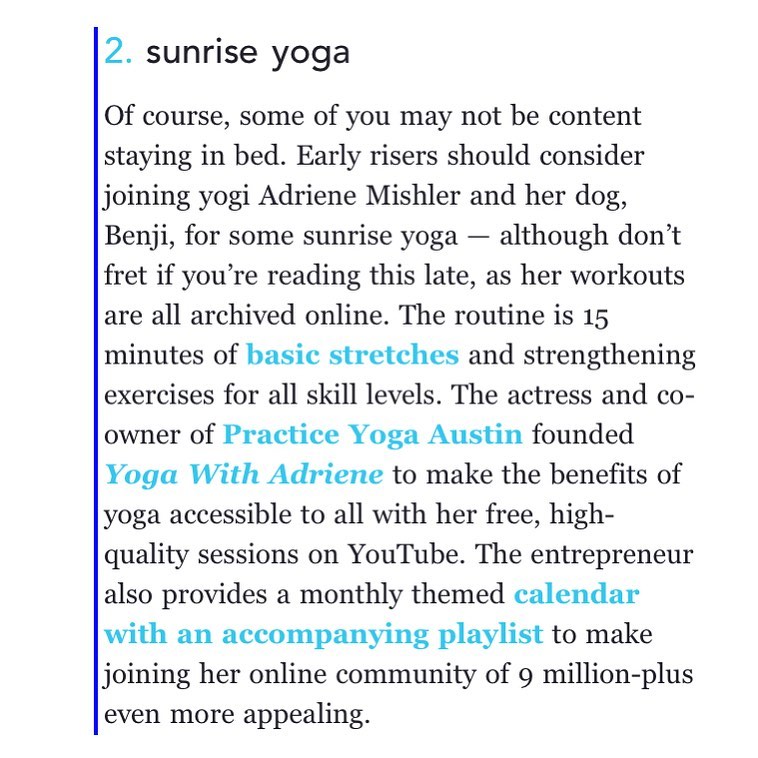 2. sunrise yoga
Of course, some of you may not be content
staying in bed. Early risers should consider
joining yogi Adriene Mishler and her dog,
Benji, for some sunrise yoga — although don’t
fret if you’re reading this late, as her workouts
are all archived online. The routine is 15
minutes of basic stretches and strengthening
exercises for all skill levels. The actress and co-
owner of Practice Yoga Austin founded
Yoga With Adriene to make the benefits of
yoga accessible to all with her free, high-
quality sessions on YouTube. The entrepreneur
also provides a monthly themed calendar
with an accompanying playlist to make
joining her online community of 9 million-plus
even more appealing.